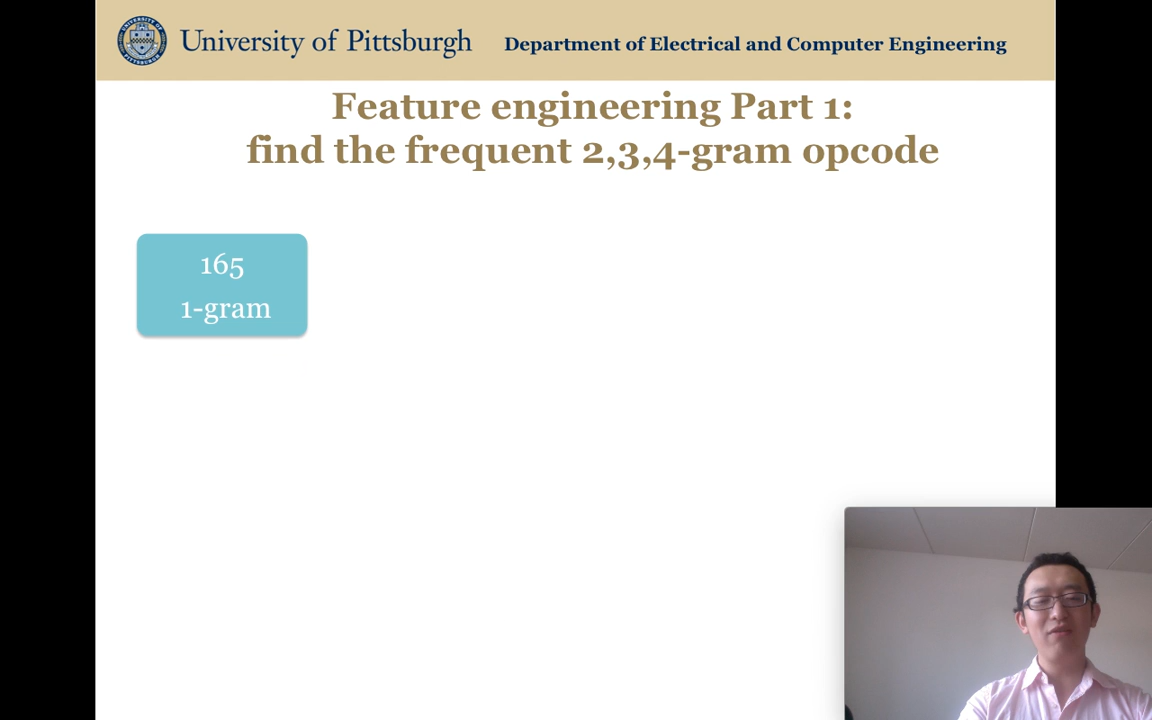 University of Pittsburgh
Department of Electrical and Computer Engineering
Feature engineering Part 1:
find the frequent 2,3,4-gram opcode
165
1-gram